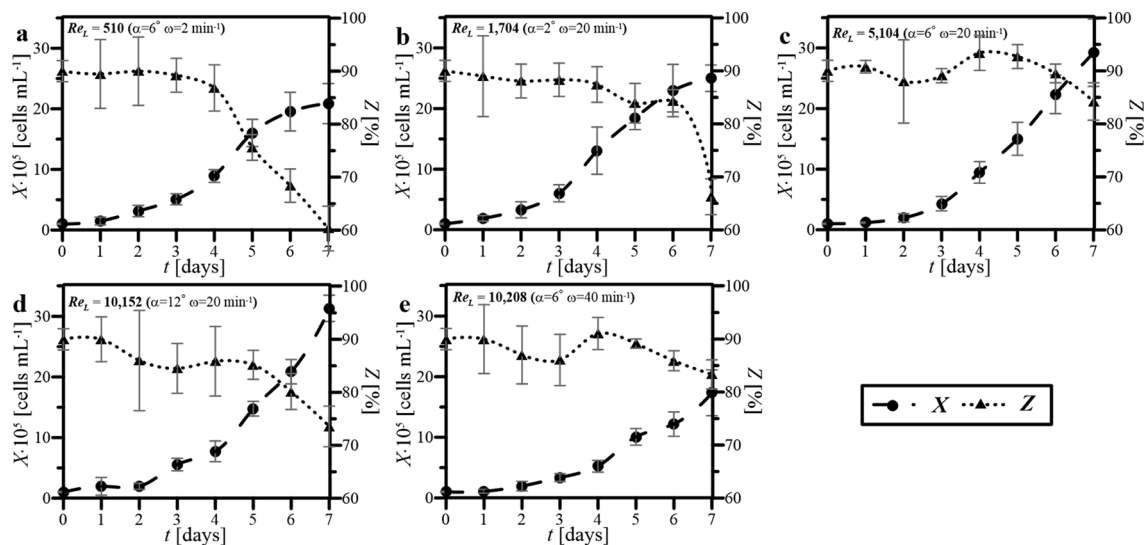 a
Re_L = 510 (α=6° ω=2 min⁻¹)
X·10⁵ [cells mL⁻¹]
30
20
10
0
100
90
80
70
60
Z [%]
0 1 2 3 4 5 6 7
t [days]
b
Re_L = 1,704 (α=2° ω=20 min⁻¹)
X·10⁵ [cells mL⁻¹]
30
20
10
0
100
90
80
70
60
Z [%]
0 1 2 3 4 5 6 7
t [days]
c
Re_L = 5,104 (α=6° ω=20 min⁻¹)
X·10⁵ [cells mL⁻¹]
30
20
10
0
100
90
80
70
60
Z [%]
0 1 2 3 4 5 6 7
t [days]
d
Re_L = 10,152 (α=12° ω=20 min⁻¹)
X·10⁵ [cells mL⁻¹]
30
20
10
0
100
90
80
70
60
Z [%]
0 1 2 3 4 5 6 7
t [days]
e
Re_L = 10,208 (α=6° ω=40 min⁻¹)
X·10⁵ [cells mL⁻¹]
30
20
10
0
100
90
80
70
60
Z [%]
0 1 2 3 4 5 6 7
t [days]
X Z